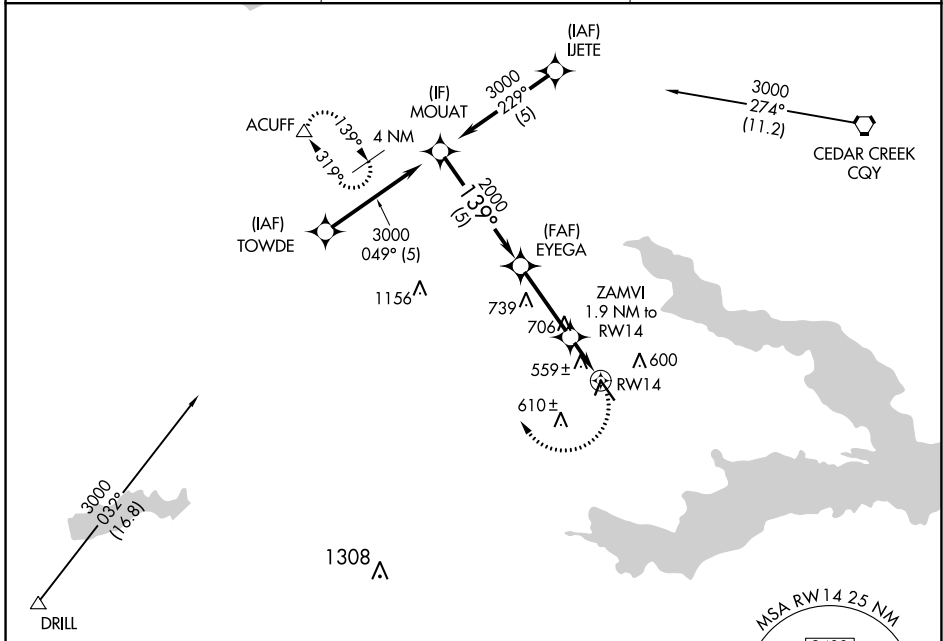 (IAF)
IJETE
3000
229°
(5)
(IF)
MOUAT
3000
274°
(11.2)
CEDAR CREEK
CQY
ACUFF
139°
4 NM
319°
2000
139°
(5)
(IAF)
TOWDE
3000
049° (5)
(FAF)
EYEGA
1156
739
ZAMVI
1.9 NM to
RW14
706
559±
600
RW14
610±
3000
032°
(16.8)
1308
DRILL
MSA RW14 25 NM